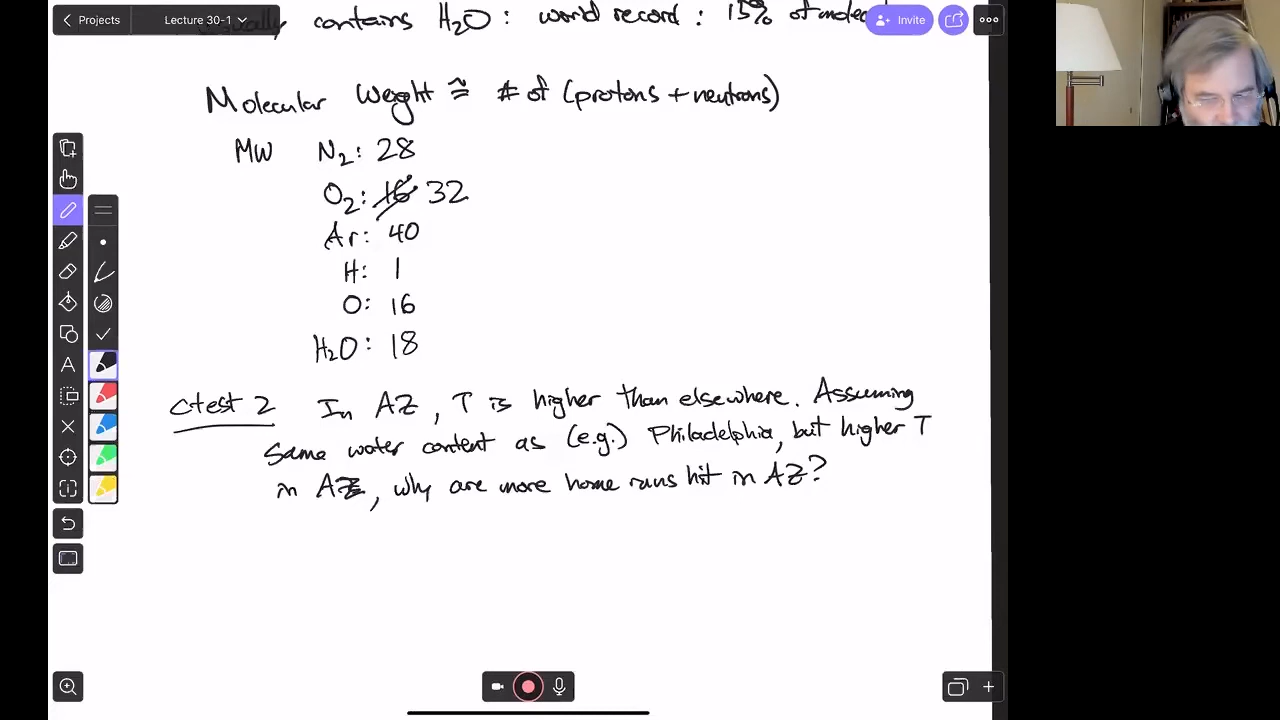 Projects
Lecture 30-1
Invite
contains H₂O : world record : 15% of molec
Molecular Weight ≅ # of (protons + neutrons)
MW N₂: 28
O₂: 16 32
Ar: 40
H: 1
O: 16
H₂O: 18
Ctest 2 In AZ, T is higher than elsewhere. Assuming
same water content as (e.g.) Philadelphia, but higher T
in AZ, why are more home runs hit in AZ?
A